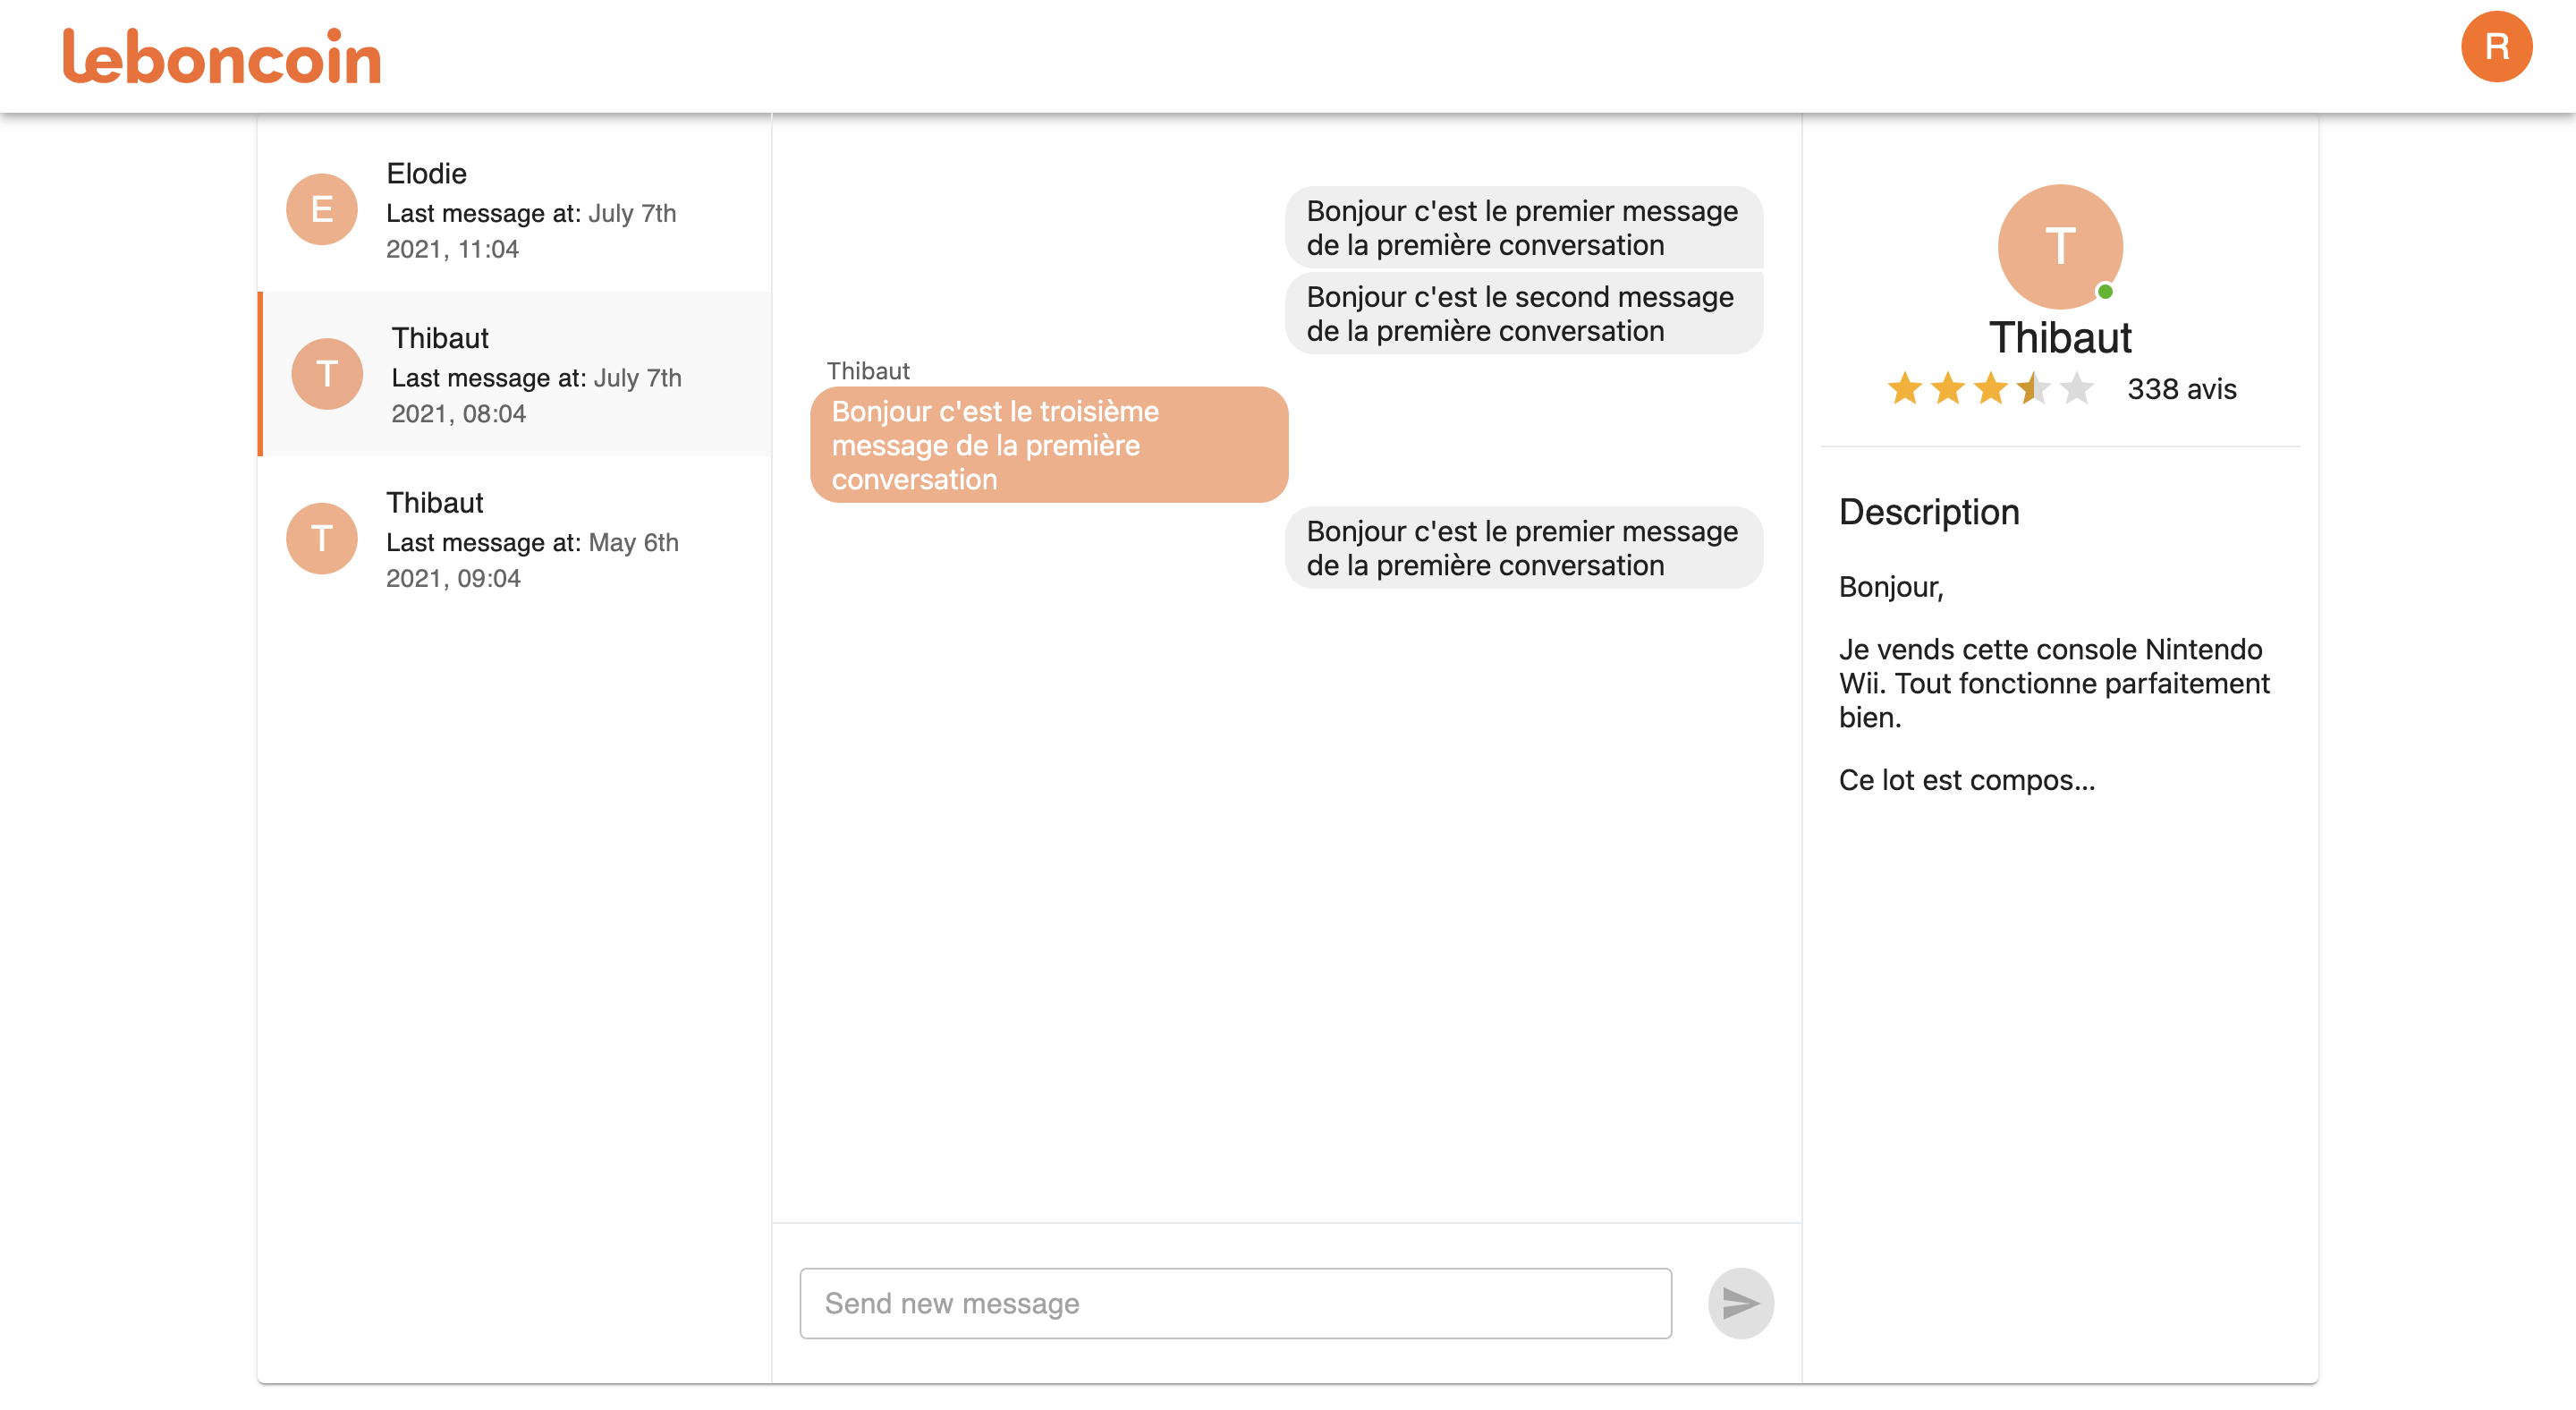 leboncoin
R
E
Elodie
Last message at: July 7th
2021, 11:04
T
Thibaut
Last message at: July 7th
2021, 08:04
T
Thibaut
Last message at: May 6th
2021, 09:04
Bonjour c'est le premier message
de la première conversation
Bonjour c'est le second message
de la première conversation
Thibaut
Bonjour c'est le troisième
message de la première
conversation
Bonjour c'est le premier message
de la première conversation
Send new message
T
Thibaut
338 avis
Description
Bonjour,
Je vends cette console Nintendo
Wii. Tout fonctionne parfaitement
bien.
Ce lot est compos...